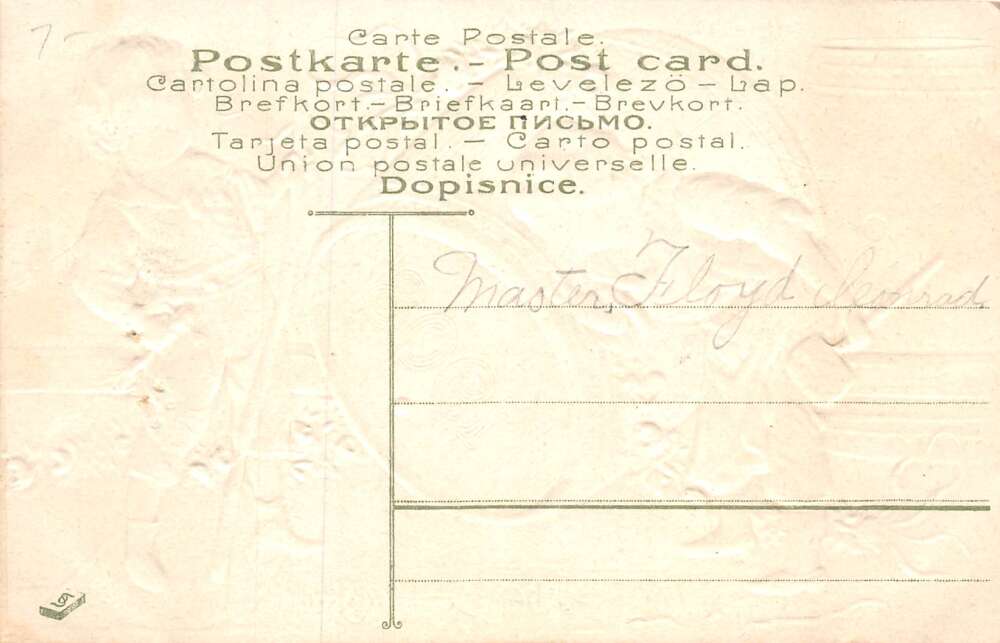 Carte Postale.
Postkarte. - Post card.
Cartolina postale. - Levelezö - Lap.
Brefkort. - Briefkaart. - Brevkort.
ОТКРЫТОЕ ПИСЬМО.
Tarjeta postal. - Carto postal.
Union postale universelle.
Dopisnice.
Master, Floyd Conrad